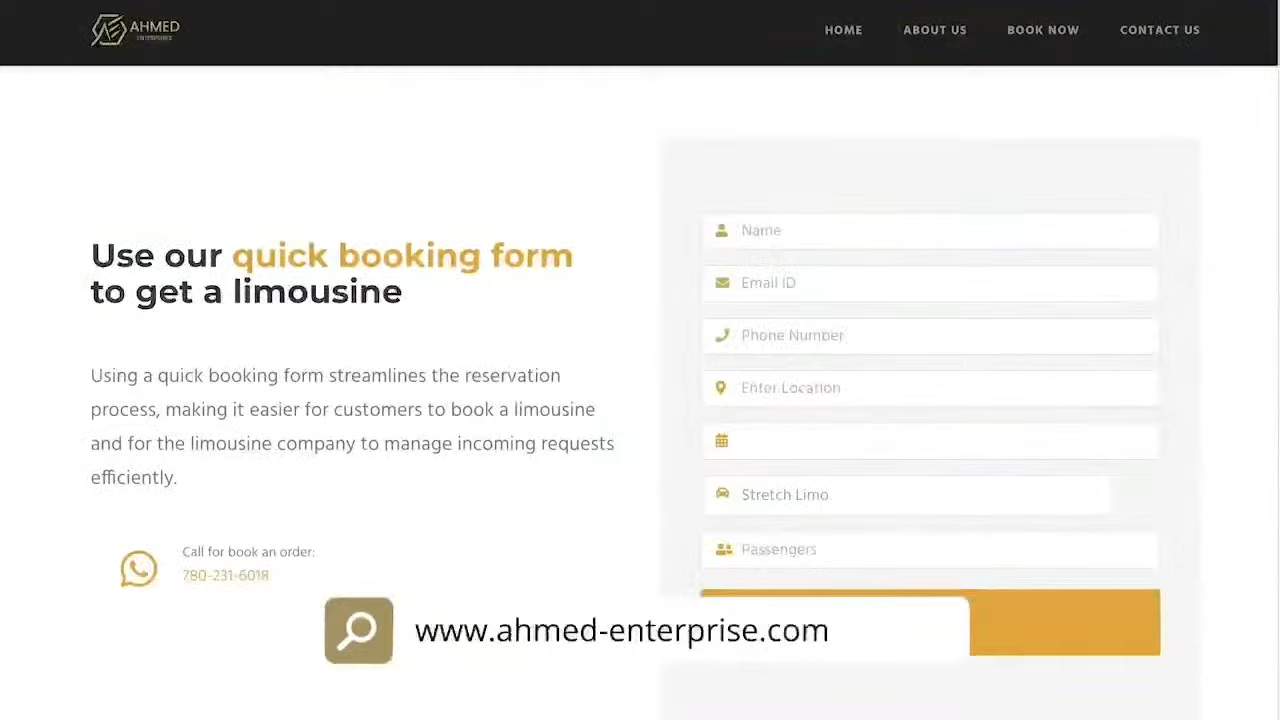 AHMED
ENTERPRISES
HOME
ABOUT US
BOOK NOW
CONTACT US
Use our quick booking form
to get a limousine
Using a quick booking form streamlines the reservation
process, making it easier for customers to book a limousine
and for the limousine company to manage incoming requests
efficiently.
Call for book an order:
780-231-6018
Name
Email ID
Phone Number
Enter Location
Stretch Limo
Passengers
www.ahmed-enterprise.com